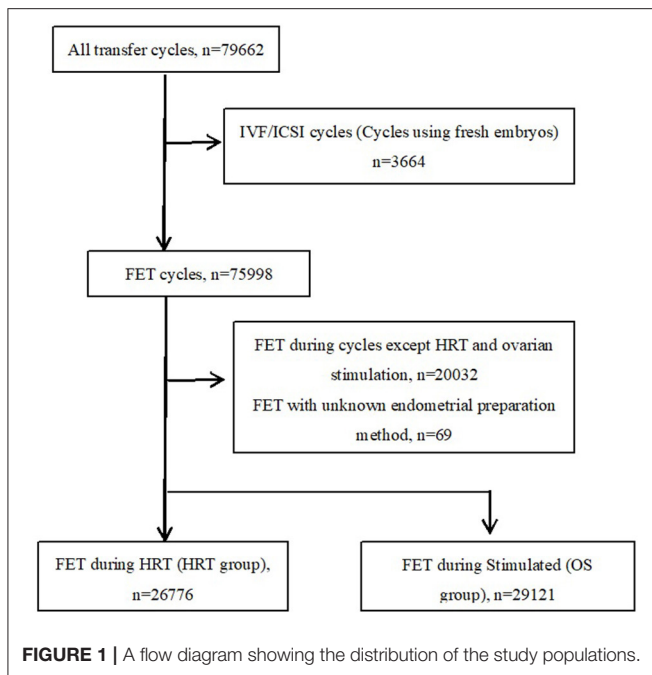 All transfer cycles, n=79662
IVF/ICSI cycles (Cycles using fresh embryos)
n=3664
FET cycles, n=75998
FET during cycles except HRT and ovarian
stimulation, n=20032
FET with unknown endometrial preparation
method, n=69
FET during HRT (HRT group),
n=26776
FET during Stimulated (OS
group), n=29121
FIGURE 1 | A flow diagram showing the distribution of the study populations.